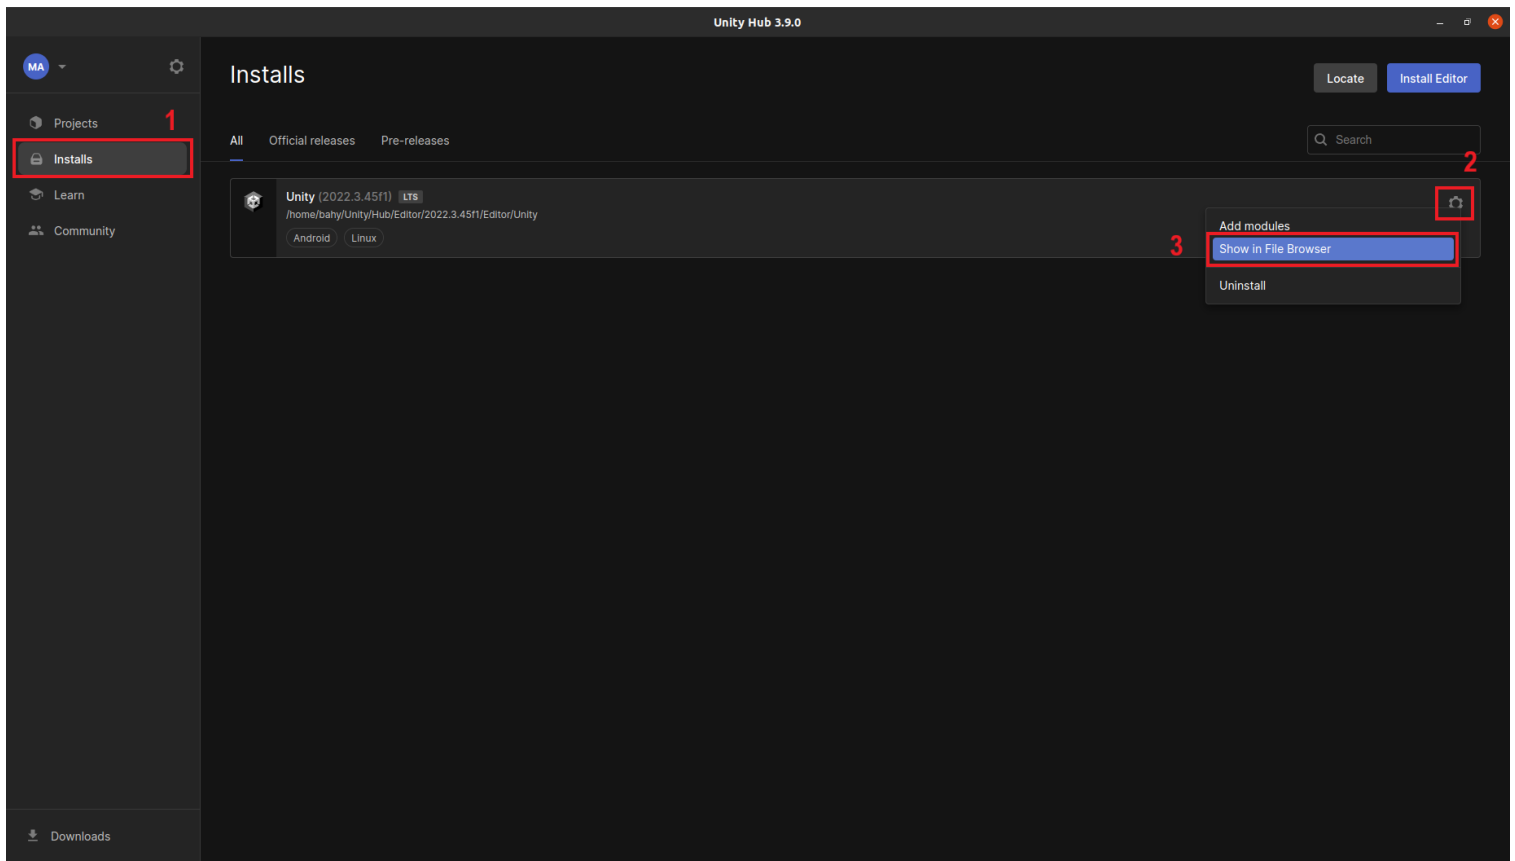 Unity Hub 3.9.0
MA
Installs
Locate
Install Editor
Projects
1
Installs
Learn
Community
All
Official releases
Pre-releases
Search
2
Unity (2022.3.45f1) LTS
/home/bahy/Unity/Hub/Editor/2022.3.45f1/Editor/Unity
Android
Linux
Add modules
3
Show in File Browser
Uninstall
Downloads